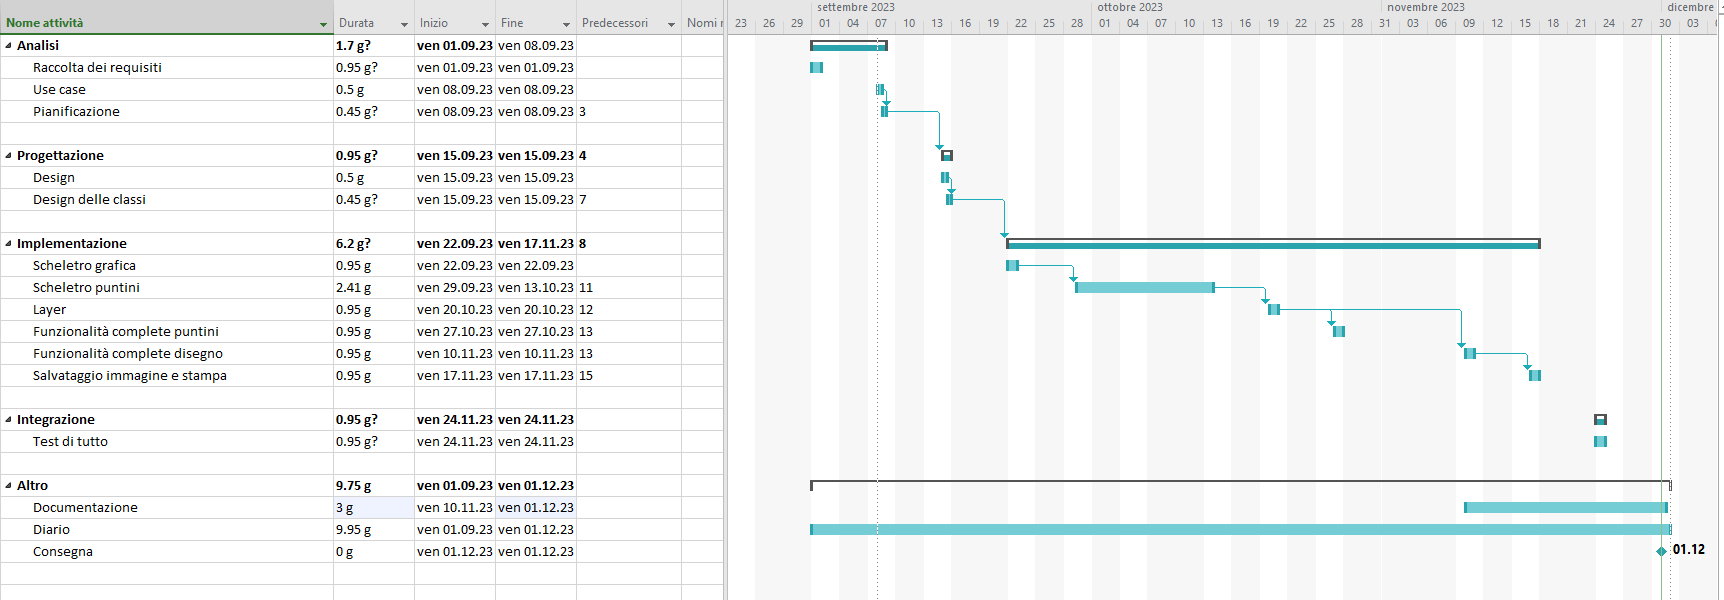 settembre 2023 ottobre 2023 novembre 2023 dicembre
Nome attività Durata Inizio Fine Predecessori Nomi 23 26 29 01 04 07 10 13 16 19 22 25 28 01 04 07 10 13 16 19 22 25 28 31 03 06 09 12 15 18 21 24 27 30 03
Analisi 1.7 g? ven 01.09.23 ven 08.09.23
Raccolta dei requisiti 0.95 g? ven 01.09.23 ven 01.09.23
Use case 0.5 g ven 08.09.23 ven 08.09.23
Pianificazione 0.45 g? ven 08.09.23 ven 08.09.23 3
Progettazione 0.95 g? ven 15.09.23 ven 15.09.23 4
Design 0.5 g ven 15.09.23 ven 15.09.23
Design delle classi 0.45 g? ven 15.09.23 ven 15.09.23 7
Implementazione 6.2 g? ven 22.09.23 ven 17.11.23 8
Scheletro grafica 0.95 g ven 22.09.23 ven 22.09.23
Scheletro puntini 2.41 g ven 29.09.23 ven 13.10.23 11
Layer 0.95 g ven 20.10.23 ven 20.10.23 12
Funzionalità complete puntini 0.95 g ven 27.10.23 ven 27.10.23 13
Funzionalità complete disegno 0.95 g ven 10.11.23 ven 10.11.23 13
Salvataggio immagine e stampa 0.95 g ven 17.11.23 ven 17.11.23 15
Integrazione 0.95 g? ven 24.11.23 ven 24.11.23
Test di tutto 0.95 g? ven 24.11.23 ven 24.11.23
Altro 9.75 g ven 01.09.23 ven 01.12.23
Documentazione 3 g ven 10.11.23 ven 01.12.23
Diario 9.95 g ven 01.09.23 ven 01.12.23
Consegna 0 g ven 01.12.23 ven 01.12.23 01.12